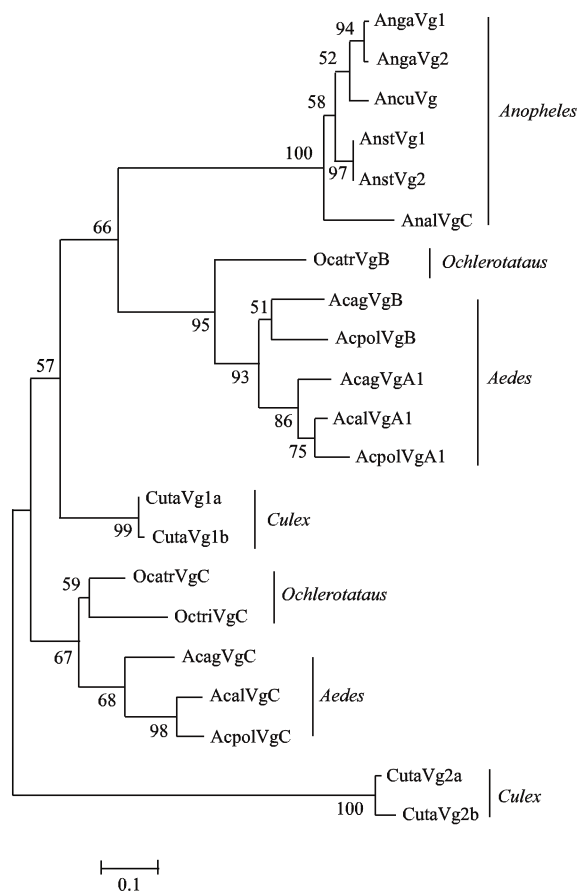 AngaVg1
94
AngaVg2
52
AncuVg
58
Anopheles
AnstVg1
100
97
AnstVg2
AnalVgC
66
OcatrVgB
Ochlerotataus
AcagVgB
51
95
AcpolVgB
57
93
AcagVgA1
Aedes
86
AcalVgA1
75
AcpolVgA1
CutaVg1a
Culex
99
CutaVg1b
OcatrVgC
59
Ochlerotataus
OctriVgC
67
AcagVgC
68
AcalVgC
Aedes
98
AcpolVgC
CutaVg2a
Culex
100
CutaVg2b
0.1